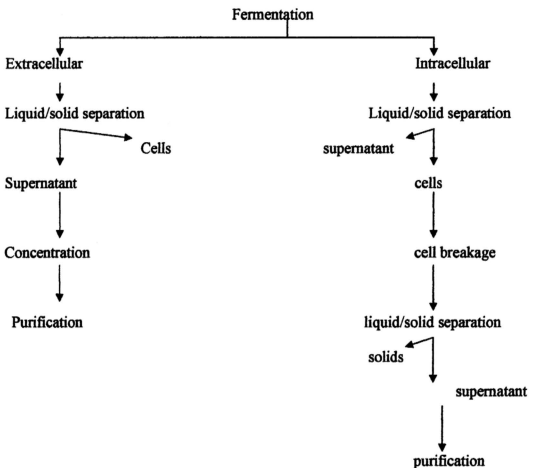 Fermentation
Extracellular
Intracellular
Liquid/solid separation
Liquid/solid separation
Cells
supernatant
Supernatant
cells
Concentration
cell breakage
Purification
liquid/solid separation
solids
supernatant
purification